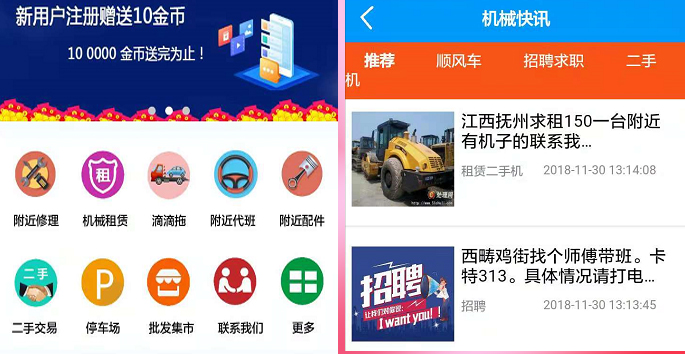 新用户注册赠送10金币
10 0000 金币送完为止！
租
附近修理
机械租赁
滴滴拖
附近代班
附近配件
二手
P
二手交易
停车场
批发集市
联系我们
更多
机械快讯
推荐
顺风车
招聘求职
二手
机
江西抚州求租150一台附近
有机子的联系我...
租赁二手机
2018-11-30 13:14:08
西畴鸡街找个师傅带班。卡
特313。具体情况请打电...
招聘
2018-11-30 13:13:45
招聘
让我们对你说:
I want you!